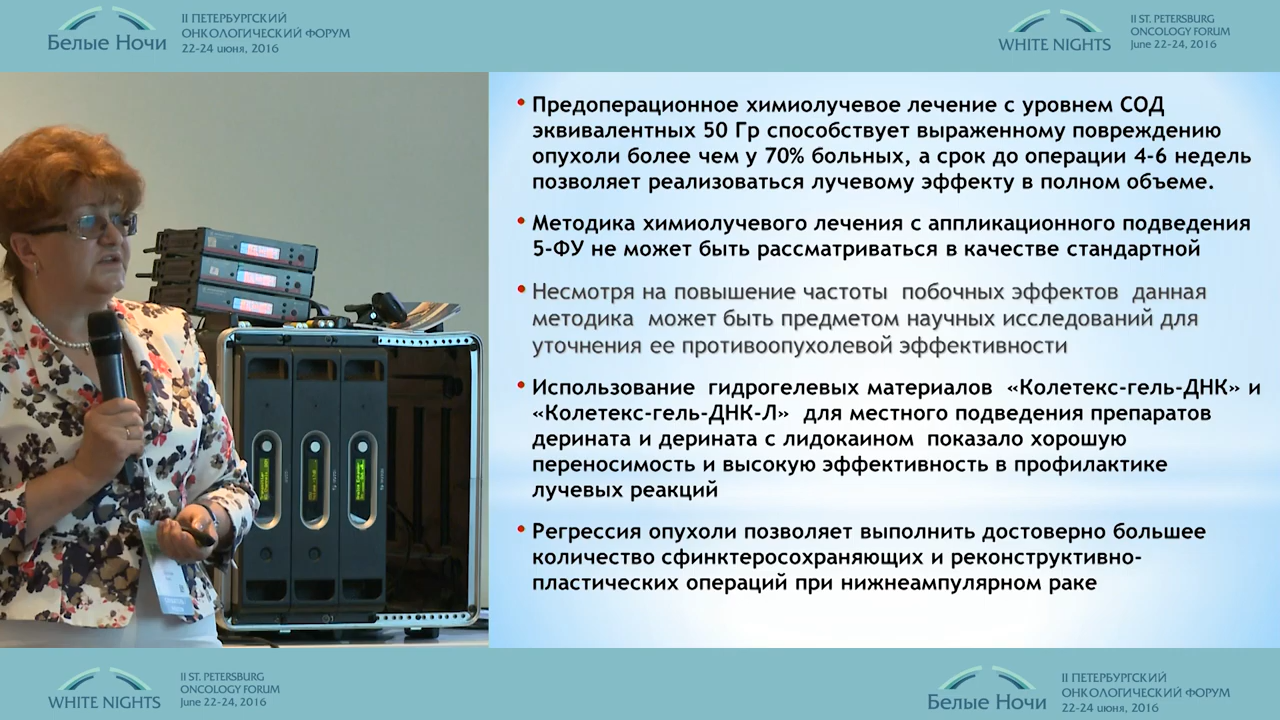 Белые Ночи
II ПЕТЕРБУРГСКИЙ
ОНКОЛОГИЧЕСКИЙ ФОРУМ
22-24 июня, 2016
WHITE NIGHTS
II ST. PETERSBURG
ONCOLOGY FORUM
June 22-24, 2016
• Предоперационное химиолучевое лечение с уровнем СОД
эквивалентных 50 Гр способствует выраженному повреждению
опухоли более чем у 70% больных, а срок до операции 4-6 недель
позволяет реализоваться лучевому эффекту в полном объеме.
• Методика химиолучевого лечения с аппликационного подведения
5-ФУ не может быть рассматриваться в качестве стандартной
• Несмотря на повышение частоты побочных эффектов данная
методика может быть предметом научных исследований для
уточнения ее противоопухолевой эффективности
• Использование гидрогелевых материалов «Колетекс-гель-ДНК» и
«Колетекс-гель-ДНК-Л» для местного подведения препаратов
дерината и дерината с лидокаином показало хорошую
переносимость и высокую эффективность в профилактике
лучевых реакций
• Регрессия опухоли позволяет выполнить достоверно большее
количество сфинктеросохраняющих и реконструктивно-
пластических операций при нижнеампулярном раке
WHITE NIGHTS
II ST. PETERSBURG
ONCOLOGY FORUM
June 22-24, 2016
Белые Ночи
II ПЕТЕРБУРГСКИЙ
ОНКОЛОГИЧЕСКИЙ ФОРУМ
22-24 июня, 2016